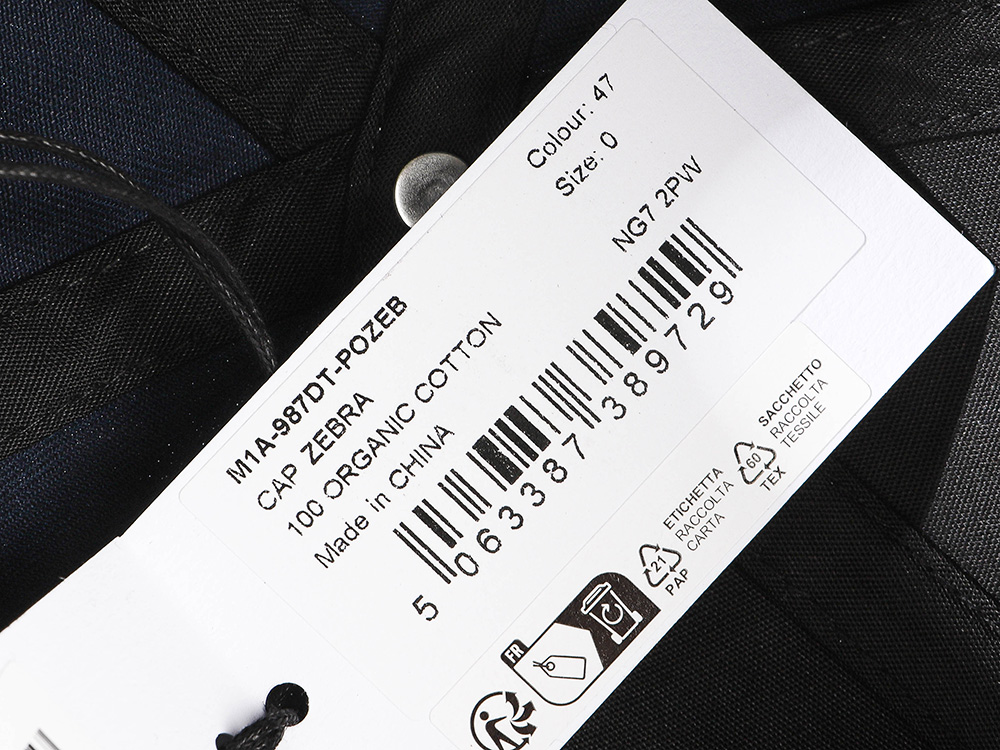 Colour: 47
Size: 0
NG7 2PW
M1A-987DT-POZEB
CAP ZEBRA
100 ORGANIC COTTON
Made in CHINA
5 063387 389729
SACCHETTO
RACCOLTA
TESSILE
60
TEX
ETICHETTA
RACCOLTA
CARTA
21
PAP
FR